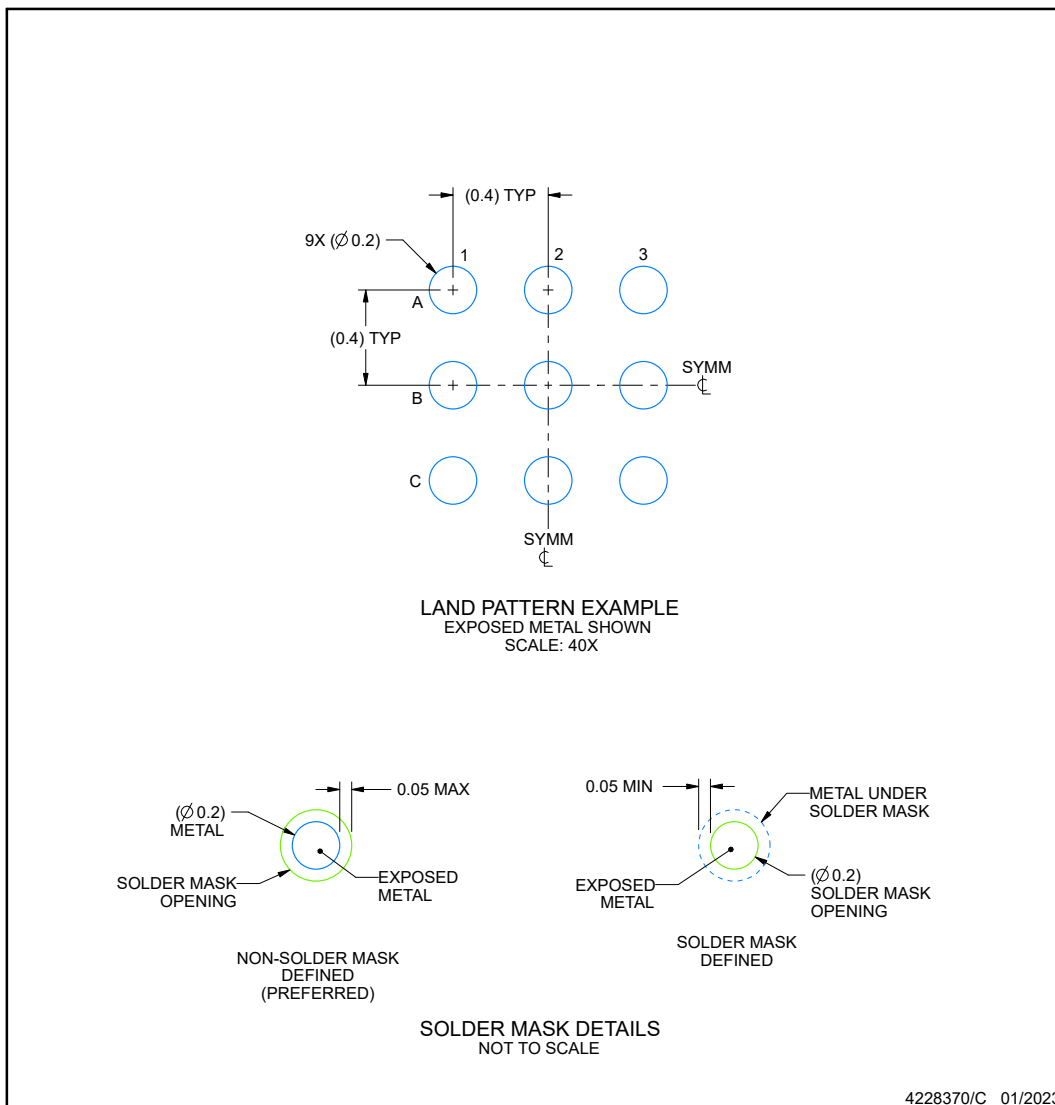 (0.4) TYP
9X (∅ 0.2)
1
2
3
A
(0.4) TYP
SYMM
℄
B
C
SYMM
℄
LAND PATTERN EXAMPLE
EXPOSED METAL SHOWN
SCALE: 40X
0.05 MAX
(∅ 0.2)
METAL
SOLDER MASK
OPENING
EXPOSED
METAL
NON-SOLDER MASK
DEFINED
(PREFERRED)
0.05 MIN
METAL UNDER
SOLDER MASK
EXPOSED
METAL
(∅ 0.2)
SOLDER MASK
OPENING
SOLDER MASK
DEFINED
SOLDER MASK DETAILS
NOT TO SCALE
4228370/C 01/2023